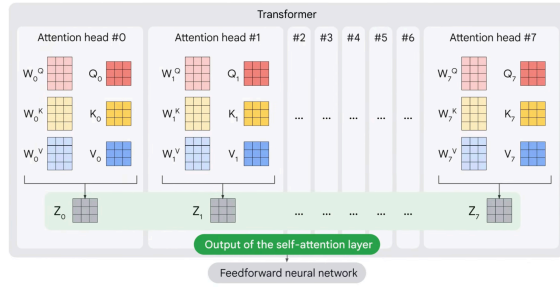 Transformer
Attention head #0 Attention head #1 #2 #3 #4 #5 #6 Attention head #7
W₀Q Q₀ W₁Q Q₁ W₇Q Q₇
W₀K K₀ W₁K K₁ ... ... ... ... ... W₇K K₇
W₀V V₀ W₁V V₁ W₇V V₇
Z₀ Z₁ ... ... ... ... ... Z₇
Output of the self-attention layer
Feedforward neural network